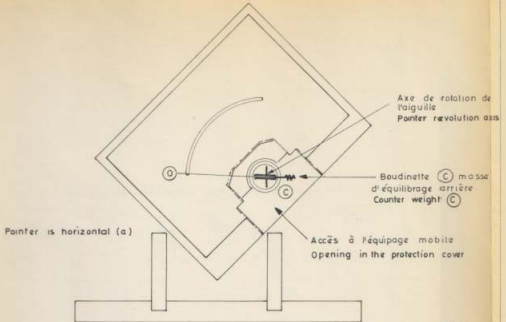 Axe de rotation de
l'aiguille
Pointer revolution axis
a
Boudinette C masse
d'équilibrage arrière
Counter weight C
C
Pointer is horizontal (a)
Accès à l'équipage mobile
Opening in the protection cover